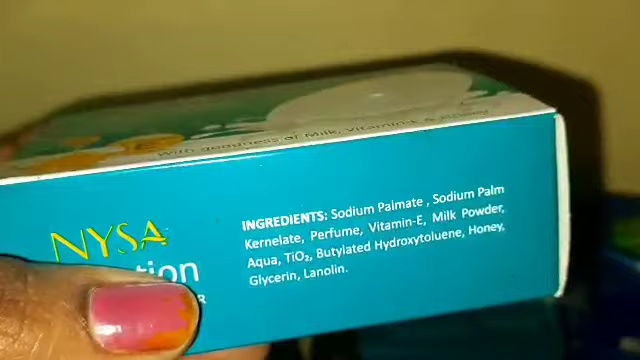 With goodness of Milk, Vitamin-E & Honey
NYSA
tion
R
INGREDIENTS: Sodium Palmate , Sodium Palm
Kernelate, Perfume, Vitamin-E, Milk Powder,
Aqua, TiO₂, Butylated Hydroxytoluene, Honey,
Glycerin, Lanolin.